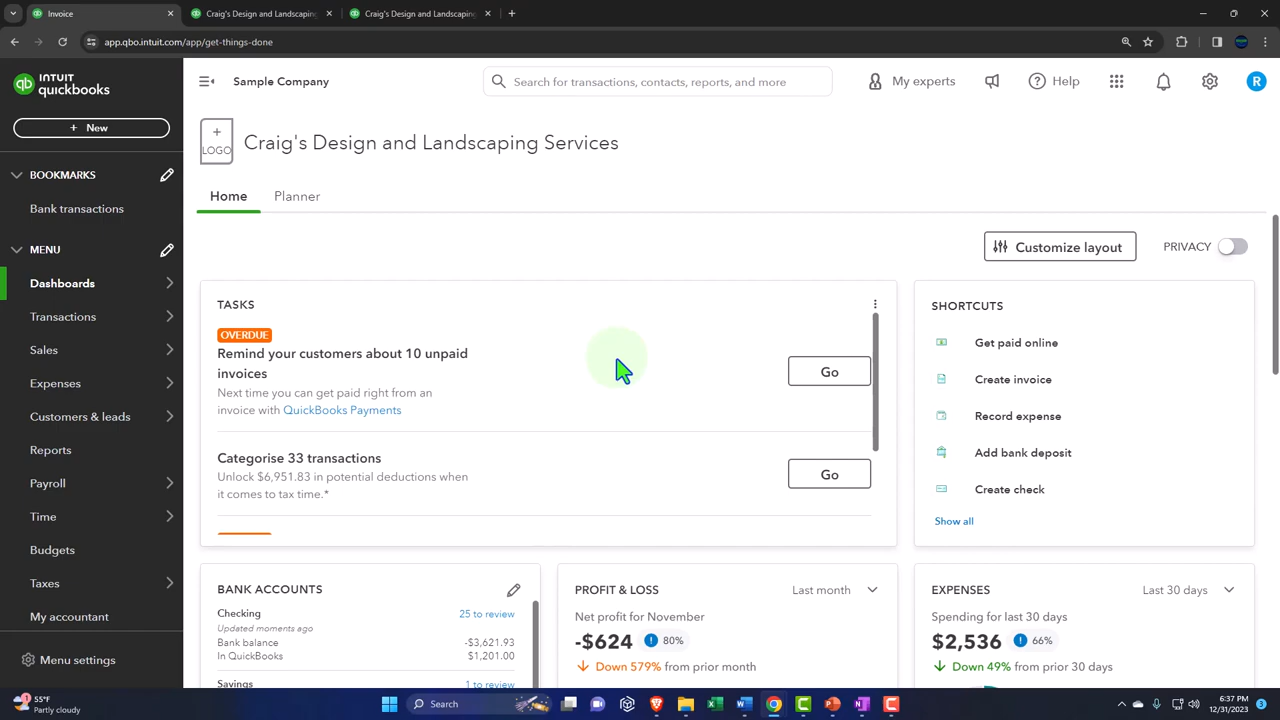 Invoice
Craig's Design and Landscaping
Craig's Design and Landscaping
app.qbo.intuit.com/app/get-things-done
INTUIT
quickbooks
Sample Company
Search for transactions, contacts, reports, and more
My experts
Help
R
+ New
+
LOGO
Craig's Design and Landscaping Services
BOOKMARKS
Bank transactions
Home
Planner
MENU
Customize layout
PRIVACY
Dashboards
Transactions
Sales
Expenses
Customers & leads
Reports
Payroll
Time
Budgets
Taxes
My accountant
Menu settings
TASKS
OVERDUE
Remind your customers about 10 unpaid
invoices
Next time you can get paid right from an
invoice with QuickBooks Payments
Go
Categorise 33 transactions
Unlock $6,951.83 in potential deductions when
it comes to tax time.*
Go
SHORTCUTS
Get paid online
Create invoice
Record expense
Add bank deposit
Create check
Show all
BANK ACCOUNTS
Checking
25 to review
Updated moments ago
Bank balance
-$3,621.93
In QuickBooks
$1,201.00
Savings
1 to review
PROFIT & LOSS
Last month
Net profit for November
-$624
80%
Down 579% from prior month
EXPENSES
Last 30 days
Spending for last 30 days
$2,536
66%
Down 49% from prior 30 days
55°F
Partly cloudy
Search
6:37 PM
12/31/2023
3